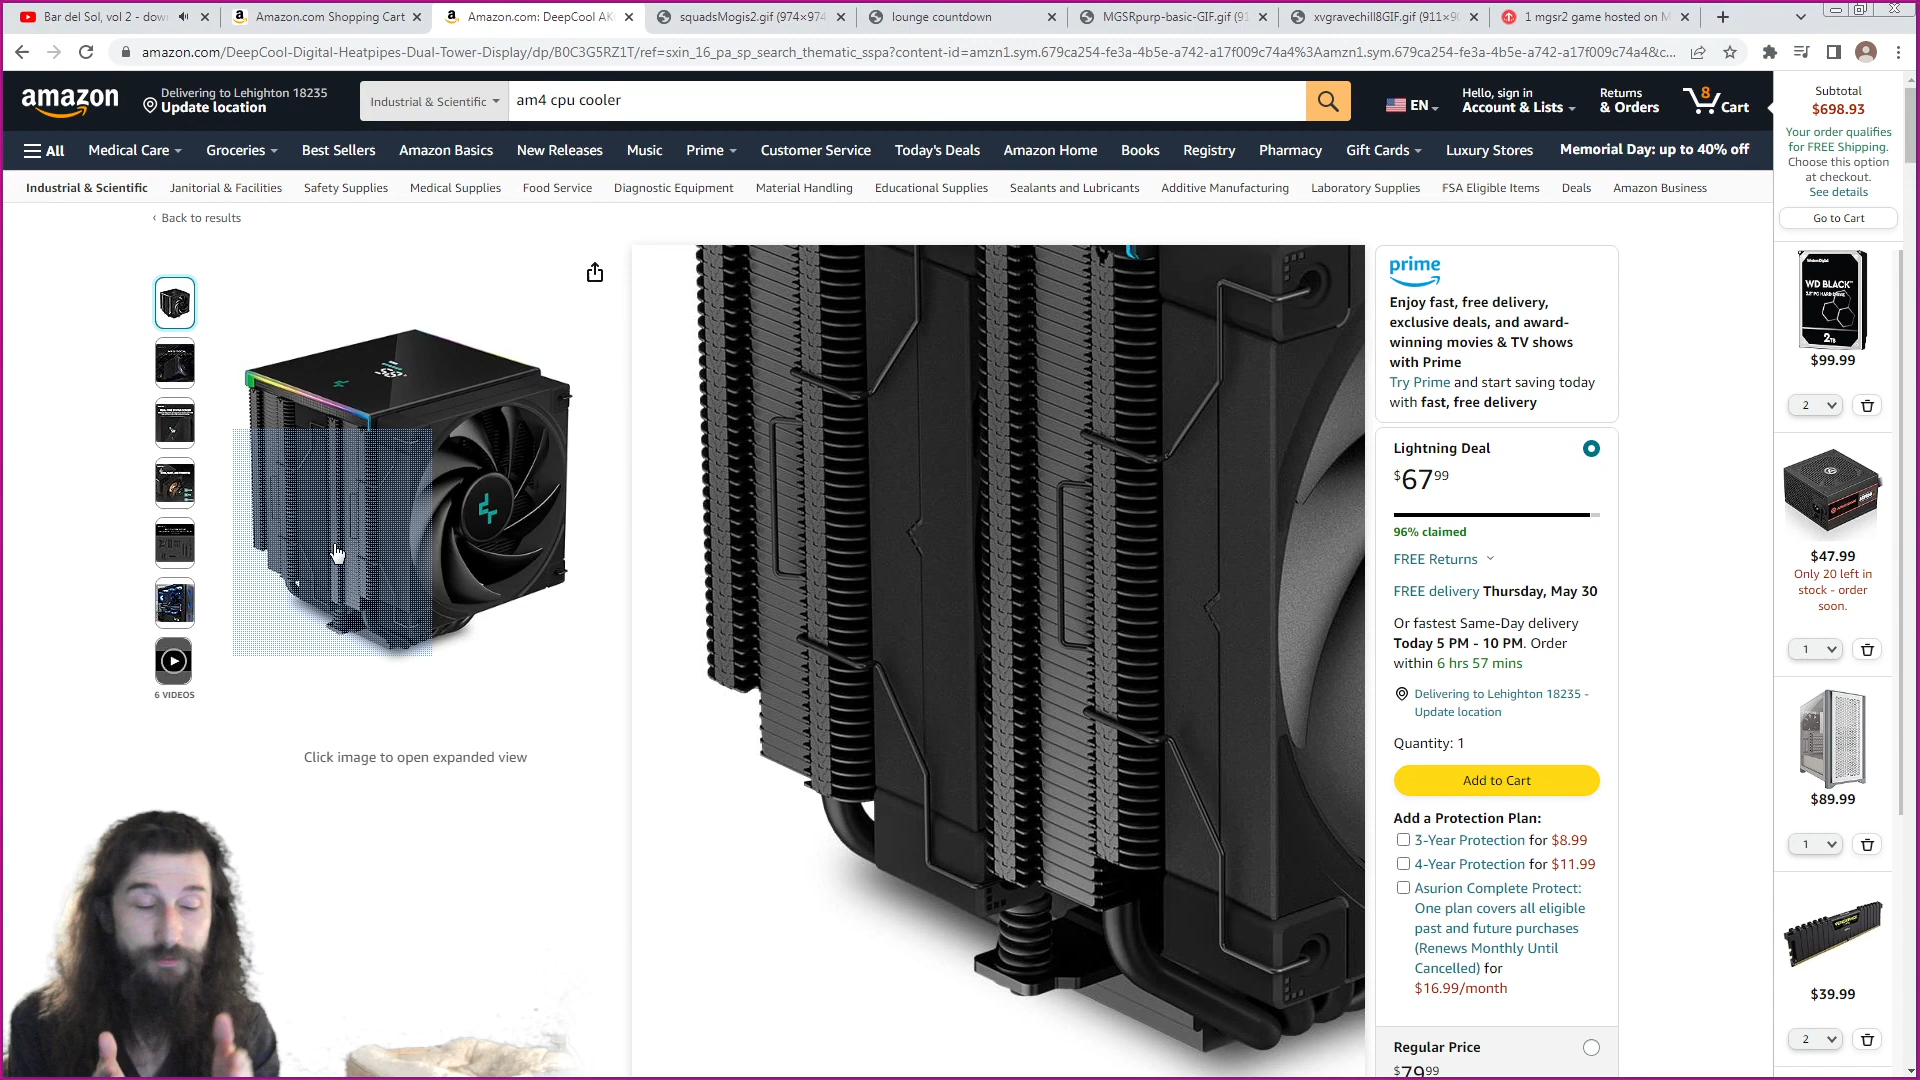 Bar del Sol, vol 2 - dow
Amazon.com Shopping Cart
Amazon.com: DeepCool AK
squadsMogis2.gif (974×974
lounge countdown
MGSRpurp-basic-GIF.gif (91
xvgravechill8GIF.gif (911×90
1 mgsr2 game hosted on M
amazon.com/DeepCool-Digital-Heatpipes-Dual-Tower-Display/dp/B0C3G5RZ1T/ref=sxin_16_pa_sp_search_thematic_sspa?content-id=amzn1.sym.679ca254-fe3a-4b5e-a742-a17f009c74a4%3Aamzn1.sym.679ca254-fe3a-4b5e-a742-a17f009c74a4&c...
amazon
Delivering to Lehighton 18235
Update location
Industrial & Scientific
am4 cpu cooler
EN
Hello, sign in
Account & Lists
Returns
& Orders
8
Cart
All
Medical Care
Groceries
Best Sellers
Amazon Basics
New Releases
Music
Prime
Customer Service
Today's Deals
Amazon Home
Books
Registry
Pharmacy
Gift Cards
Luxury Stores
Memorial Day: up to 40% off
Industrial & Scientific
Janitorial & Facilities
Safety Supplies
Medical Supplies
Food Service
Diagnostic Equipment
Material Handling
Educational Supplies
Sealants and Lubricants
Additive Manufacturing
Laboratory Supplies
FSA Eligible Items
Deals
Amazon Business
‹ Back to results
6 VIDEOS
Click image to open expanded view
prime
Enjoy fast, free delivery,
exclusive deals, and award-
winning movies & TV shows
with Prime
Try Prime and start saving today
with fast, free delivery
Lightning Deal
$67 99
96% claimed
FREE Returns
FREE delivery Thursday, May 30
Or fastest Same-Day delivery
Today 5 PM - 10 PM. Order
within 6 hrs 57 mins
Delivering to Lehighton 18235 -
Update location
Quantity: 1
Add to Cart
Add a Protection Plan:
3-Year Protection for $8.99
4-Year Protection for $11.99
Asurion Complete Protect:
One plan covers all eligible
past and future purchases
(Renews Monthly Until
Cancelled) for
$16.99/month
Regular Price
$79.99
Subtotal
$698.93
Your order qualifies
for FREE Shipping.
Choose this option
at checkout.
See details
Go to Cart
WD BLACK
2TB
$99.99
2
$47.99
Only 20 left in
stock - order
soon.
1
$89.99
1
$39.99
2